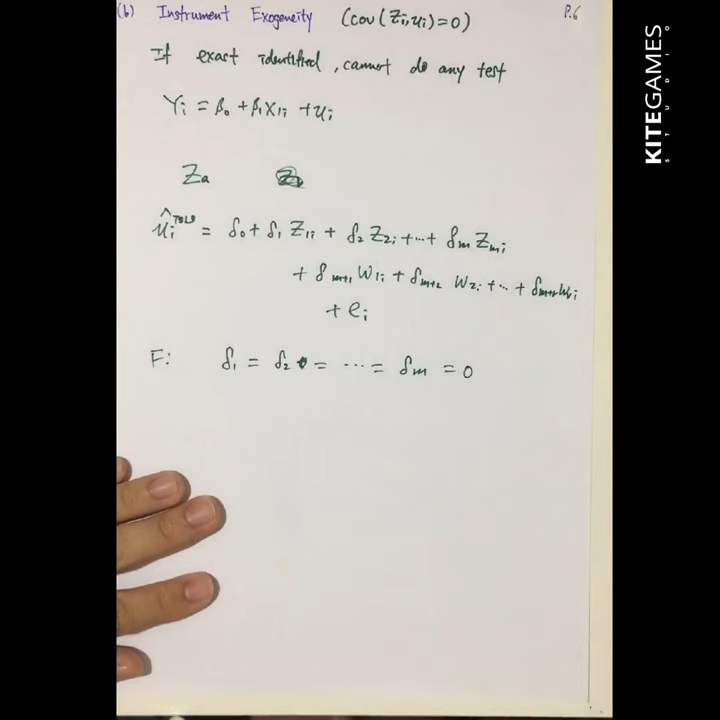 (b) Instrument Exogeneity (cov(Zi,ui)=0) P.6
If exact identified, cannot do any test
Yi = β0 + β1X1i + ui
Za
ûi^TSLS = δ0 + δ1 Z1i + δ2 Z2i + ... + δm Zmi
+ δm+1 W1i + δm+2 W2i + ... + δm+r Wri
+ ei
F: δ1 = δ2 = ... = δm = 0
KITEGAMES
STUDIO